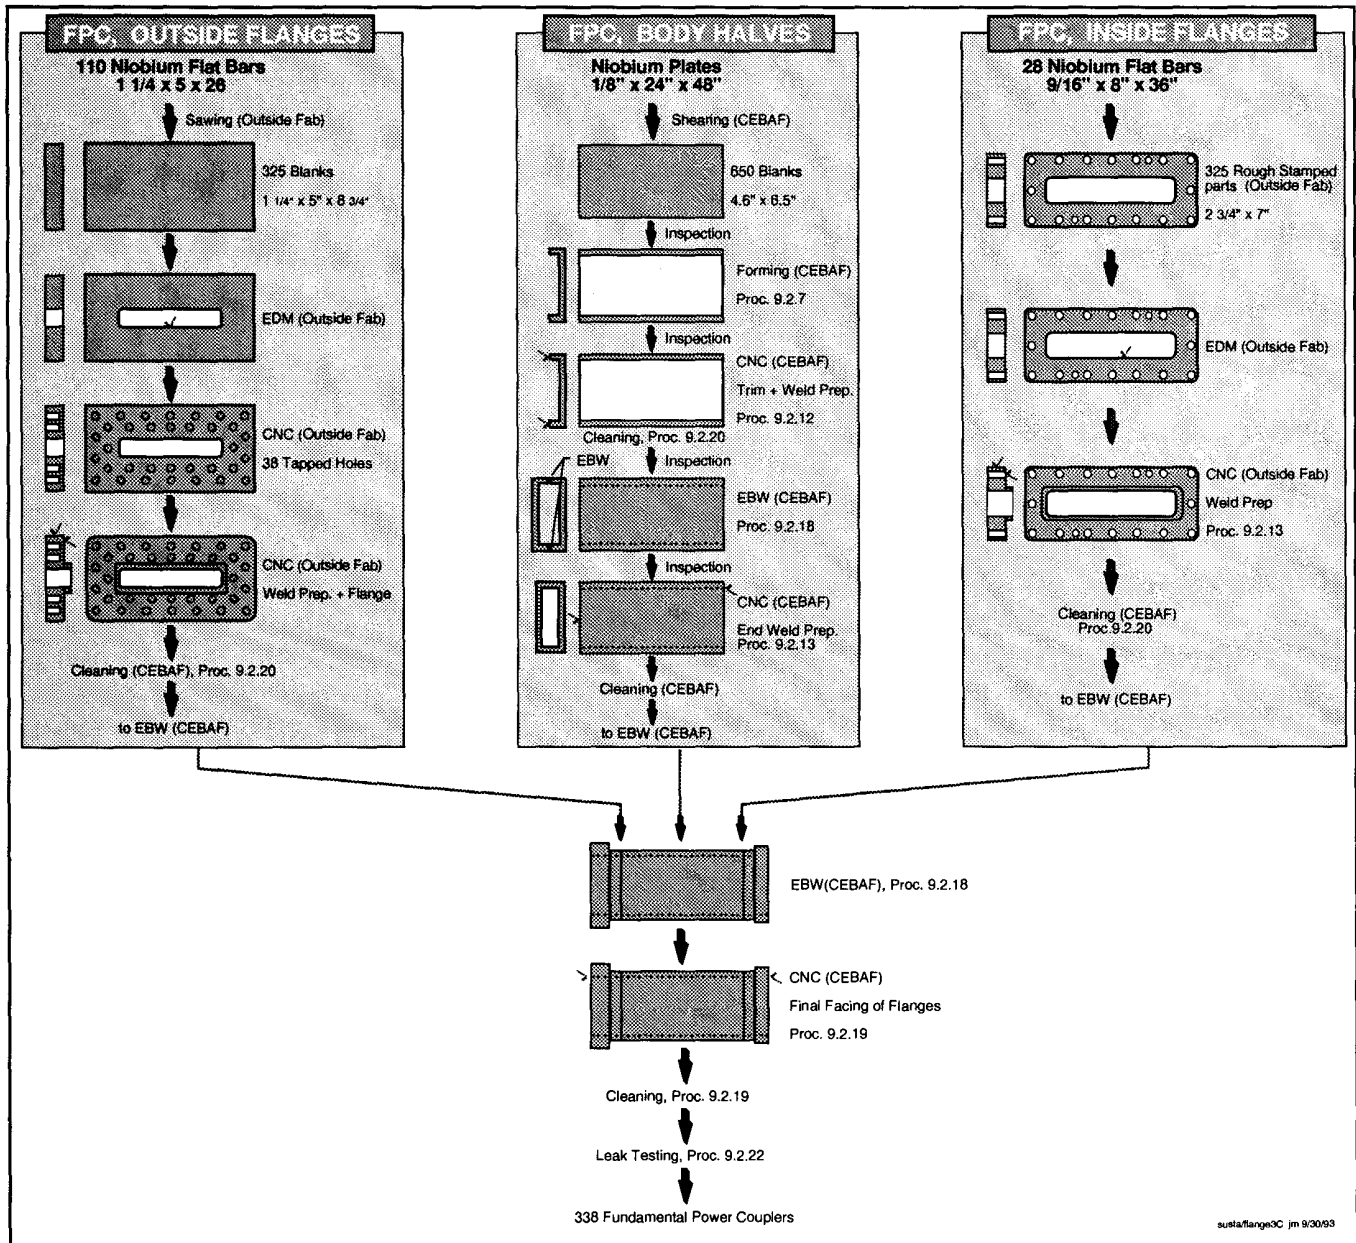 FPC, OUTSIDE FLANGES
110 Niobium Flat Bars
1 1/4 x 5 x 26
Sawing (Outside Fab)
325 Blanks
1 1/4" x 5" x 8 3/4"
EDM (Outside Fab)
CNC (Outside Fab)
38 Tapped Holes
CNC (Outside Fab)
Weld Prep. + Flange
Cleaning (CEBAF), Proc. 9.2.20
to EBW (CEBAF)
FPC, BODY HALVES
Niobium Plates
1/8" x 24" x 48"
Shearing (CEBAF)
650 Blanks
4.6" x 6.5"
Inspection
Forming (CEBAF)
Proc. 9.2.7
Inspection
CNC (CEBAF)
Trim + Weld Prep.
Proc. 9.2.12
Cleaning, Proc. 9.2.20
Inspection
EBW
EBW (CEBAF)
Proc. 9.2.18
Inspection
CNC (CEBAF)
End Weld Prep.
Proc. 9.2.13
Cleaning (CEBAF)
to EBW (CEBAF)
FPC, INSIDE FLANGES
28 Niobium Flat Bars
9/16" x 8" x 36"
325 Rough Stamped
parts (Outside Fab)
2 3/4" x 7"
EDM (Outside Fab)
CNC (Outside Fab)
Weld Prep
Proc. 9.2.13
Cleaning (CEBAF)
Proc.9.2.20
to EBW (CEBAF)
EBW(CEBAF), Proc. 9.2.18
CNC (CEBAF)
Final Facing of Flanges
Proc. 9.2.19
Cleaning, Proc. 9.2.19
Leak Testing, Proc. 9.2.22
338 Fundamental Power Couplers
susta/flange3C jm 9/30/93